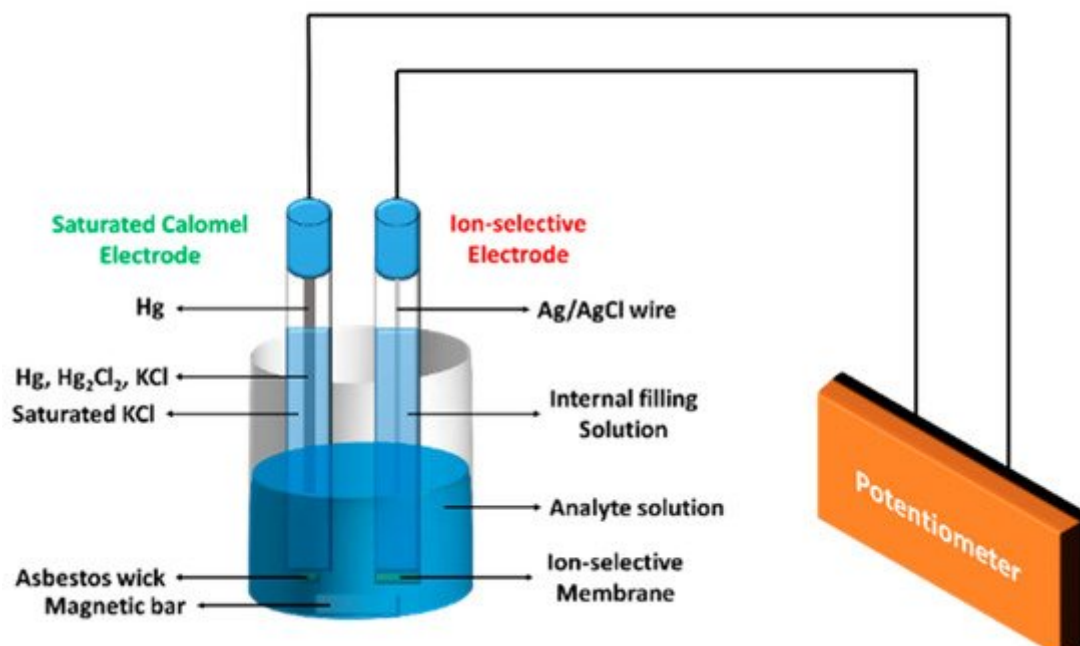 Saturated Calomel
Electrode
Ion-selective
Electrode
Hg
Ag/AgCl wire
Hg, Hg₂Cl₂, KCl
Saturated KCl
Internal filling
Solution
Analyte solution
Asbestos wick
Magnetic bar
Ion-selective
Membrane
Potentiometer